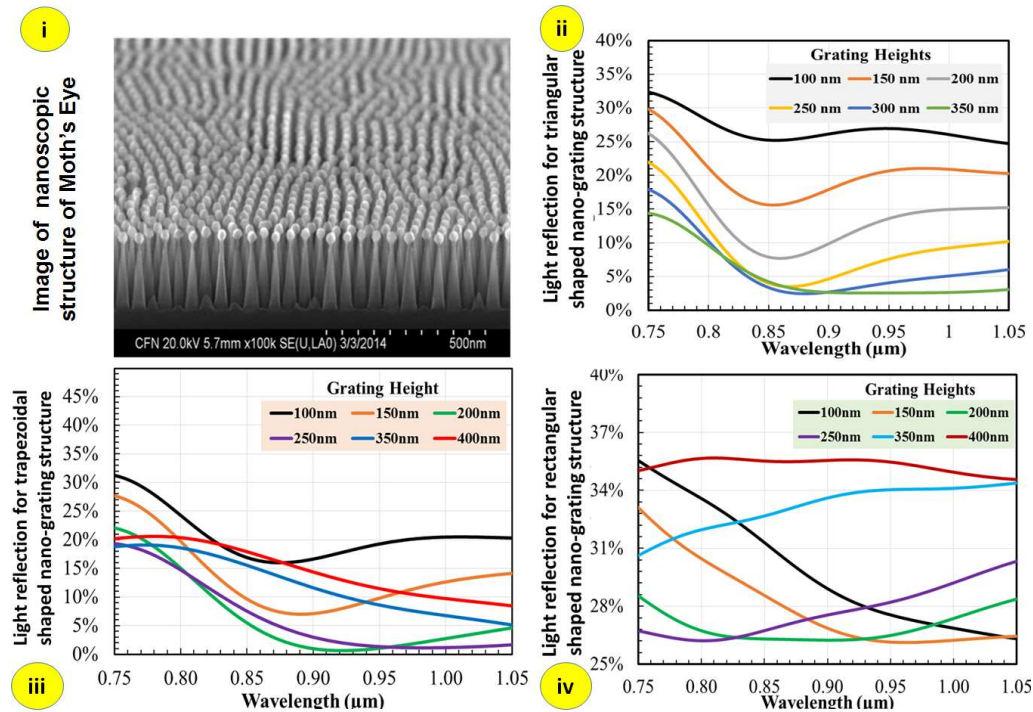 i
Image of nanoscopic
structure of Moth's Eye
CFN 20.0kV 5.7mm x100k SE(U,LA0) 3/3/2014
500nm
ii
Light reflection for triangular
shaped nano-grating structure
40%
35%
30%
25%
20%
15%
10%
5%
0%
Grating Heights
100 nm 150 nm 200 nm
250 nm 300 nm 350 nm
0.75 0.8 0.85 0.9 0.95 1 1.05
Wavelength (µm)
iii
Light reflection for trapezoidal
shaped nano-grating structure
45%
40%
35%
30%
25%
20%
15%
10%
5%
0%
Grating Height
100nm 150nm 200nm
250nm 350nm 400nm
0.75 0.80 0.85 0.90 0.95 1.00 1.05
Wavelength (µm)
iv
Light reflection for rectangular
shaped nano-grating structure
40%
37%
34%
31%
28%
25%
Grating Heights
100nm 150nm 200nm
250nm 350nm 400nm
0.75 0.80 0.85 0.90 0.95 1.00 1.05
Wavelength (µm)